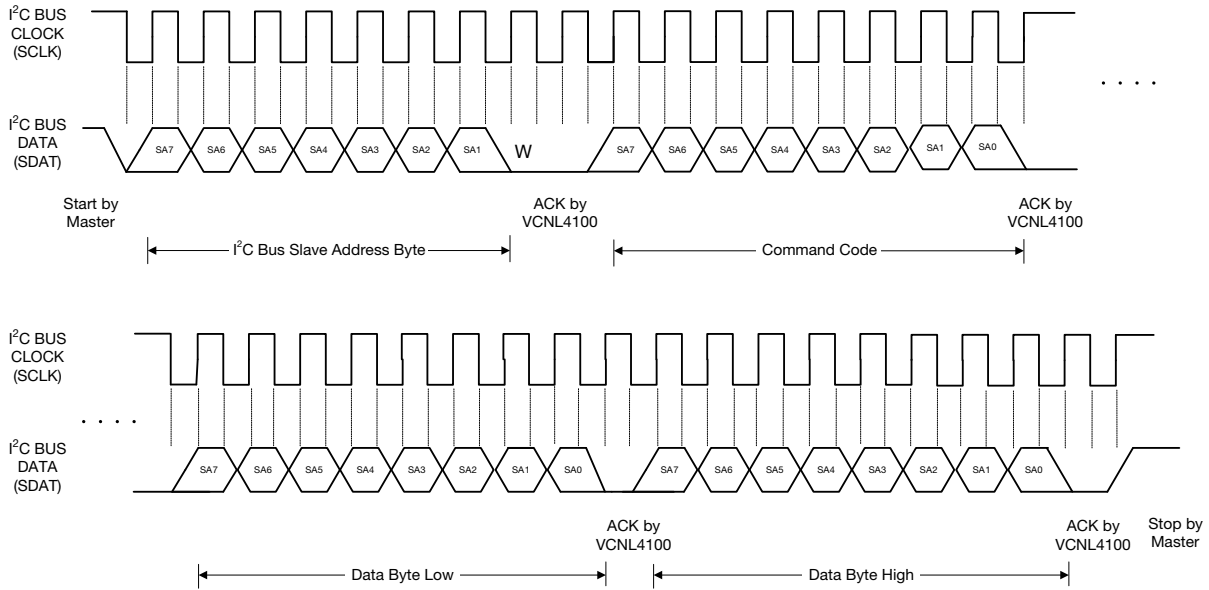 I²C BUS
CLOCK
(SCLK)
. . . .
I²C BUS
DATA
(SDAT)
SA7 SA6 SA5 SA4 SA3 SA2 SA1 W SA7 SA6 SA5 SA4 SA3 SA2 SA1 SA0
Start by
Master
ACK by
VCNL4100
ACK by
VCNL4100
I²C Bus Slave Address Byte
Command Code
I²C BUS
CLOCK
(SCLK)
. . . .
I²C BUS
DATA
(SDAT)
SA7 SA6 SA5 SA4 SA3 SA2 SA1 SA0 SA7 SA6 SA5 SA4 SA3 SA2 SA1 SA0
ACK by
VCNL4100
ACK by
VCNL4100
Stop by
Master
Data Byte Low
Data Byte High